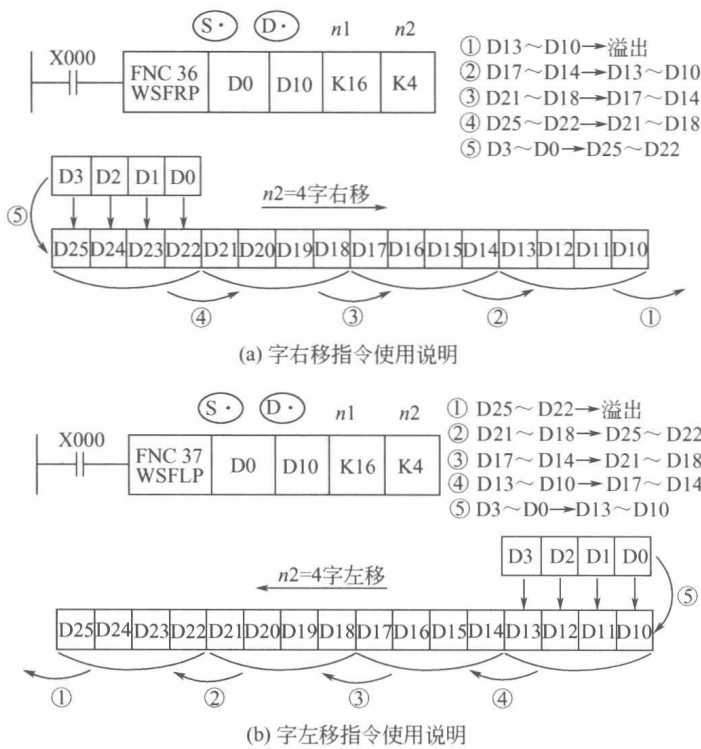 S· D· n1 n2
X000
FNC 36
WSFRP
D0
D10
K16
K4
① D13～D10→溢出
② D17～D14→D13～D10
③ D21～D18→D17～D14
④ D25～D22→D21～D18
⑤ D3～D0→D25～D22
D3 D2 D1 D0
⑤
n2=4字右移
D25 D24 D23 D22 D21 D20 D19 D18 D17 D16 D15 D14 D13 D12 D11 D10
④ ③ ② ①
(a) 字右移指令使用说明
S· D· n1 n2
X000
FNC 37
WSFLP
D0
D10
K16
K4
① D25～D22→溢出
② D21～D18→D25～D22
③ D17～D14→D21～D18
④ D13～D10→D17～D14
⑤ D3～D0→D13～D10
D3 D2 D1 D0
n2=4字左移
⑤
D25 D24 D23 D22 D21 D20 D19 D18 D17 D16 D15 D14 D13 D12 D11 D10
① ② ③ ④
(b) 字左移指令使用说明